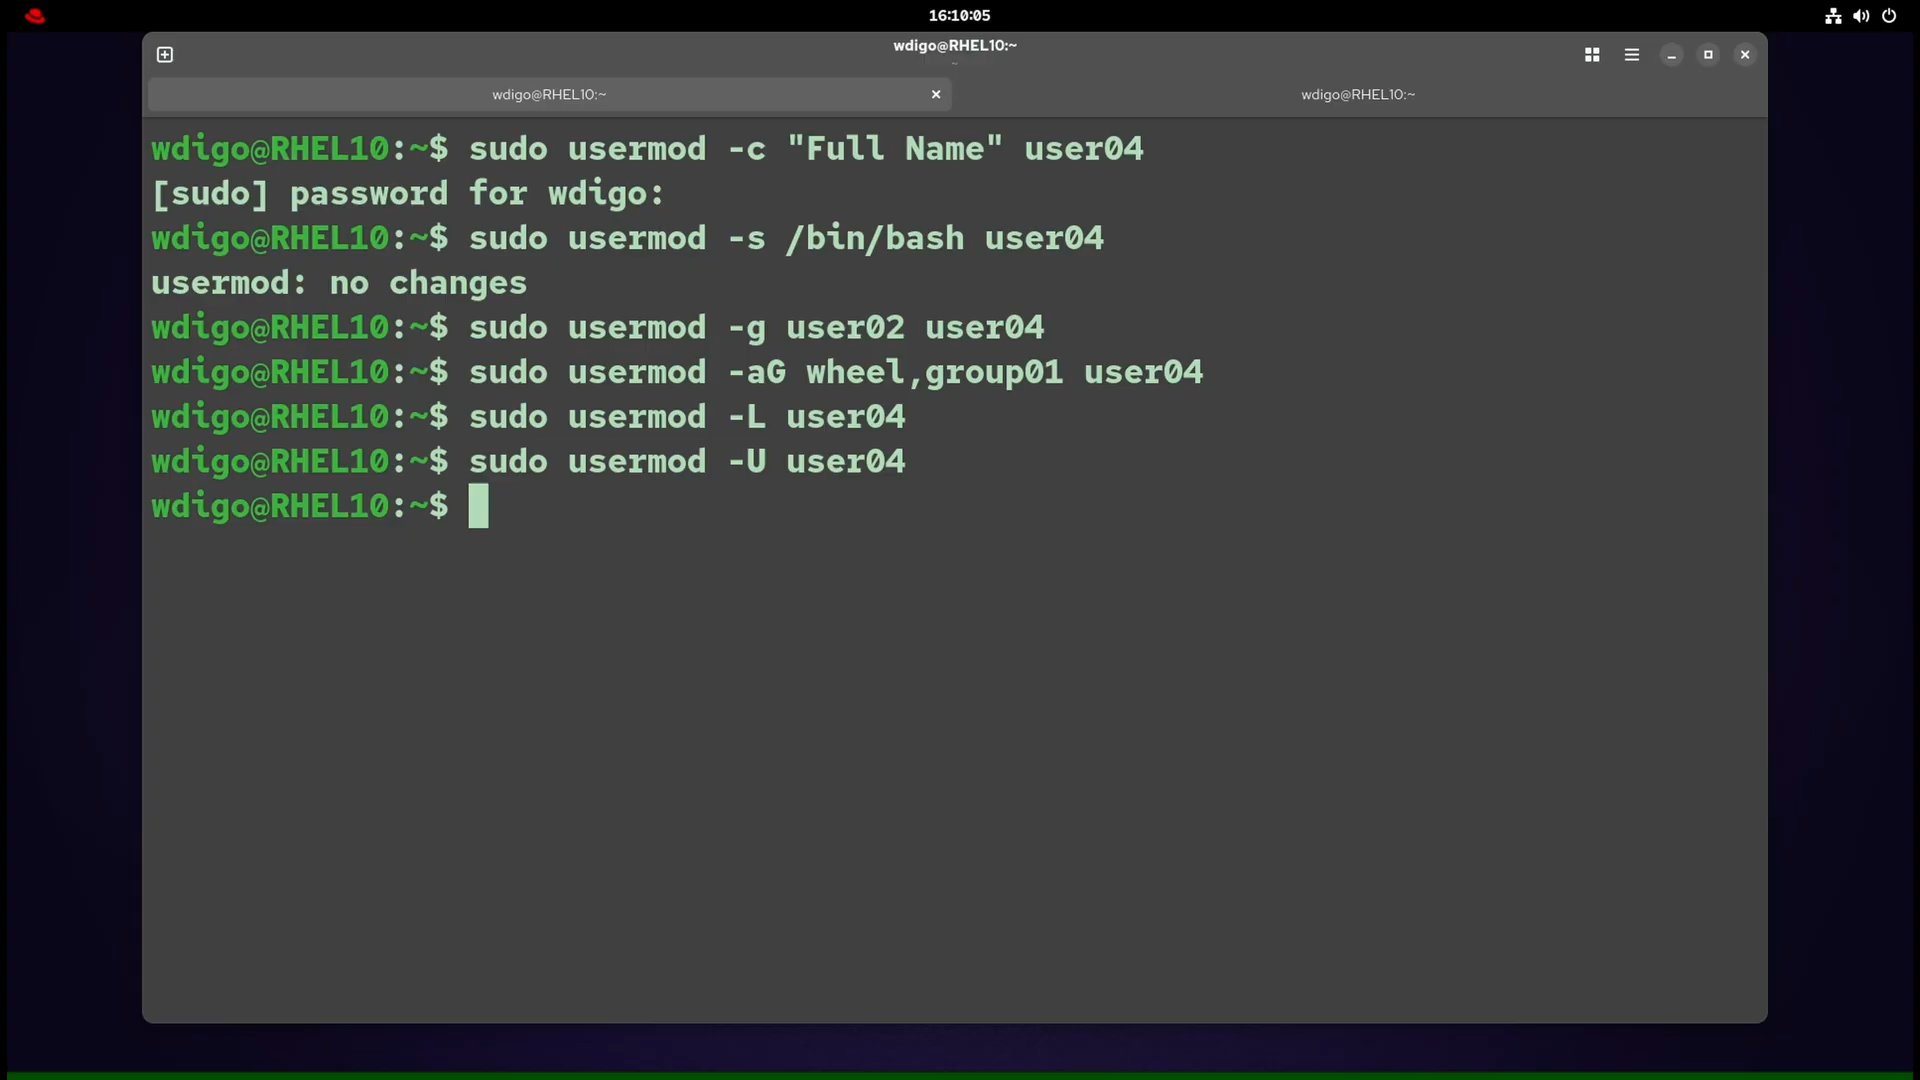 16:10:05
wdigo@RHEL10:~
~
wdigo@RHEL10:~
wdigo@RHEL10:~
wdigo@RHEL10:~$ sudo usermod -c "Full Name" user04
[sudo] password for wdigo:
wdigo@RHEL10:~$ sudo usermod -s /bin/bash user04
usermod: no changes
wdigo@RHEL10:~$ sudo usermod -g user02 user04
wdigo@RHEL10:~$ sudo usermod -aG wheel,group01 user04
wdigo@RHEL10:~$ sudo usermod -L user04
wdigo@RHEL10:~$ sudo usermod -U user04
wdigo@RHEL10:~$